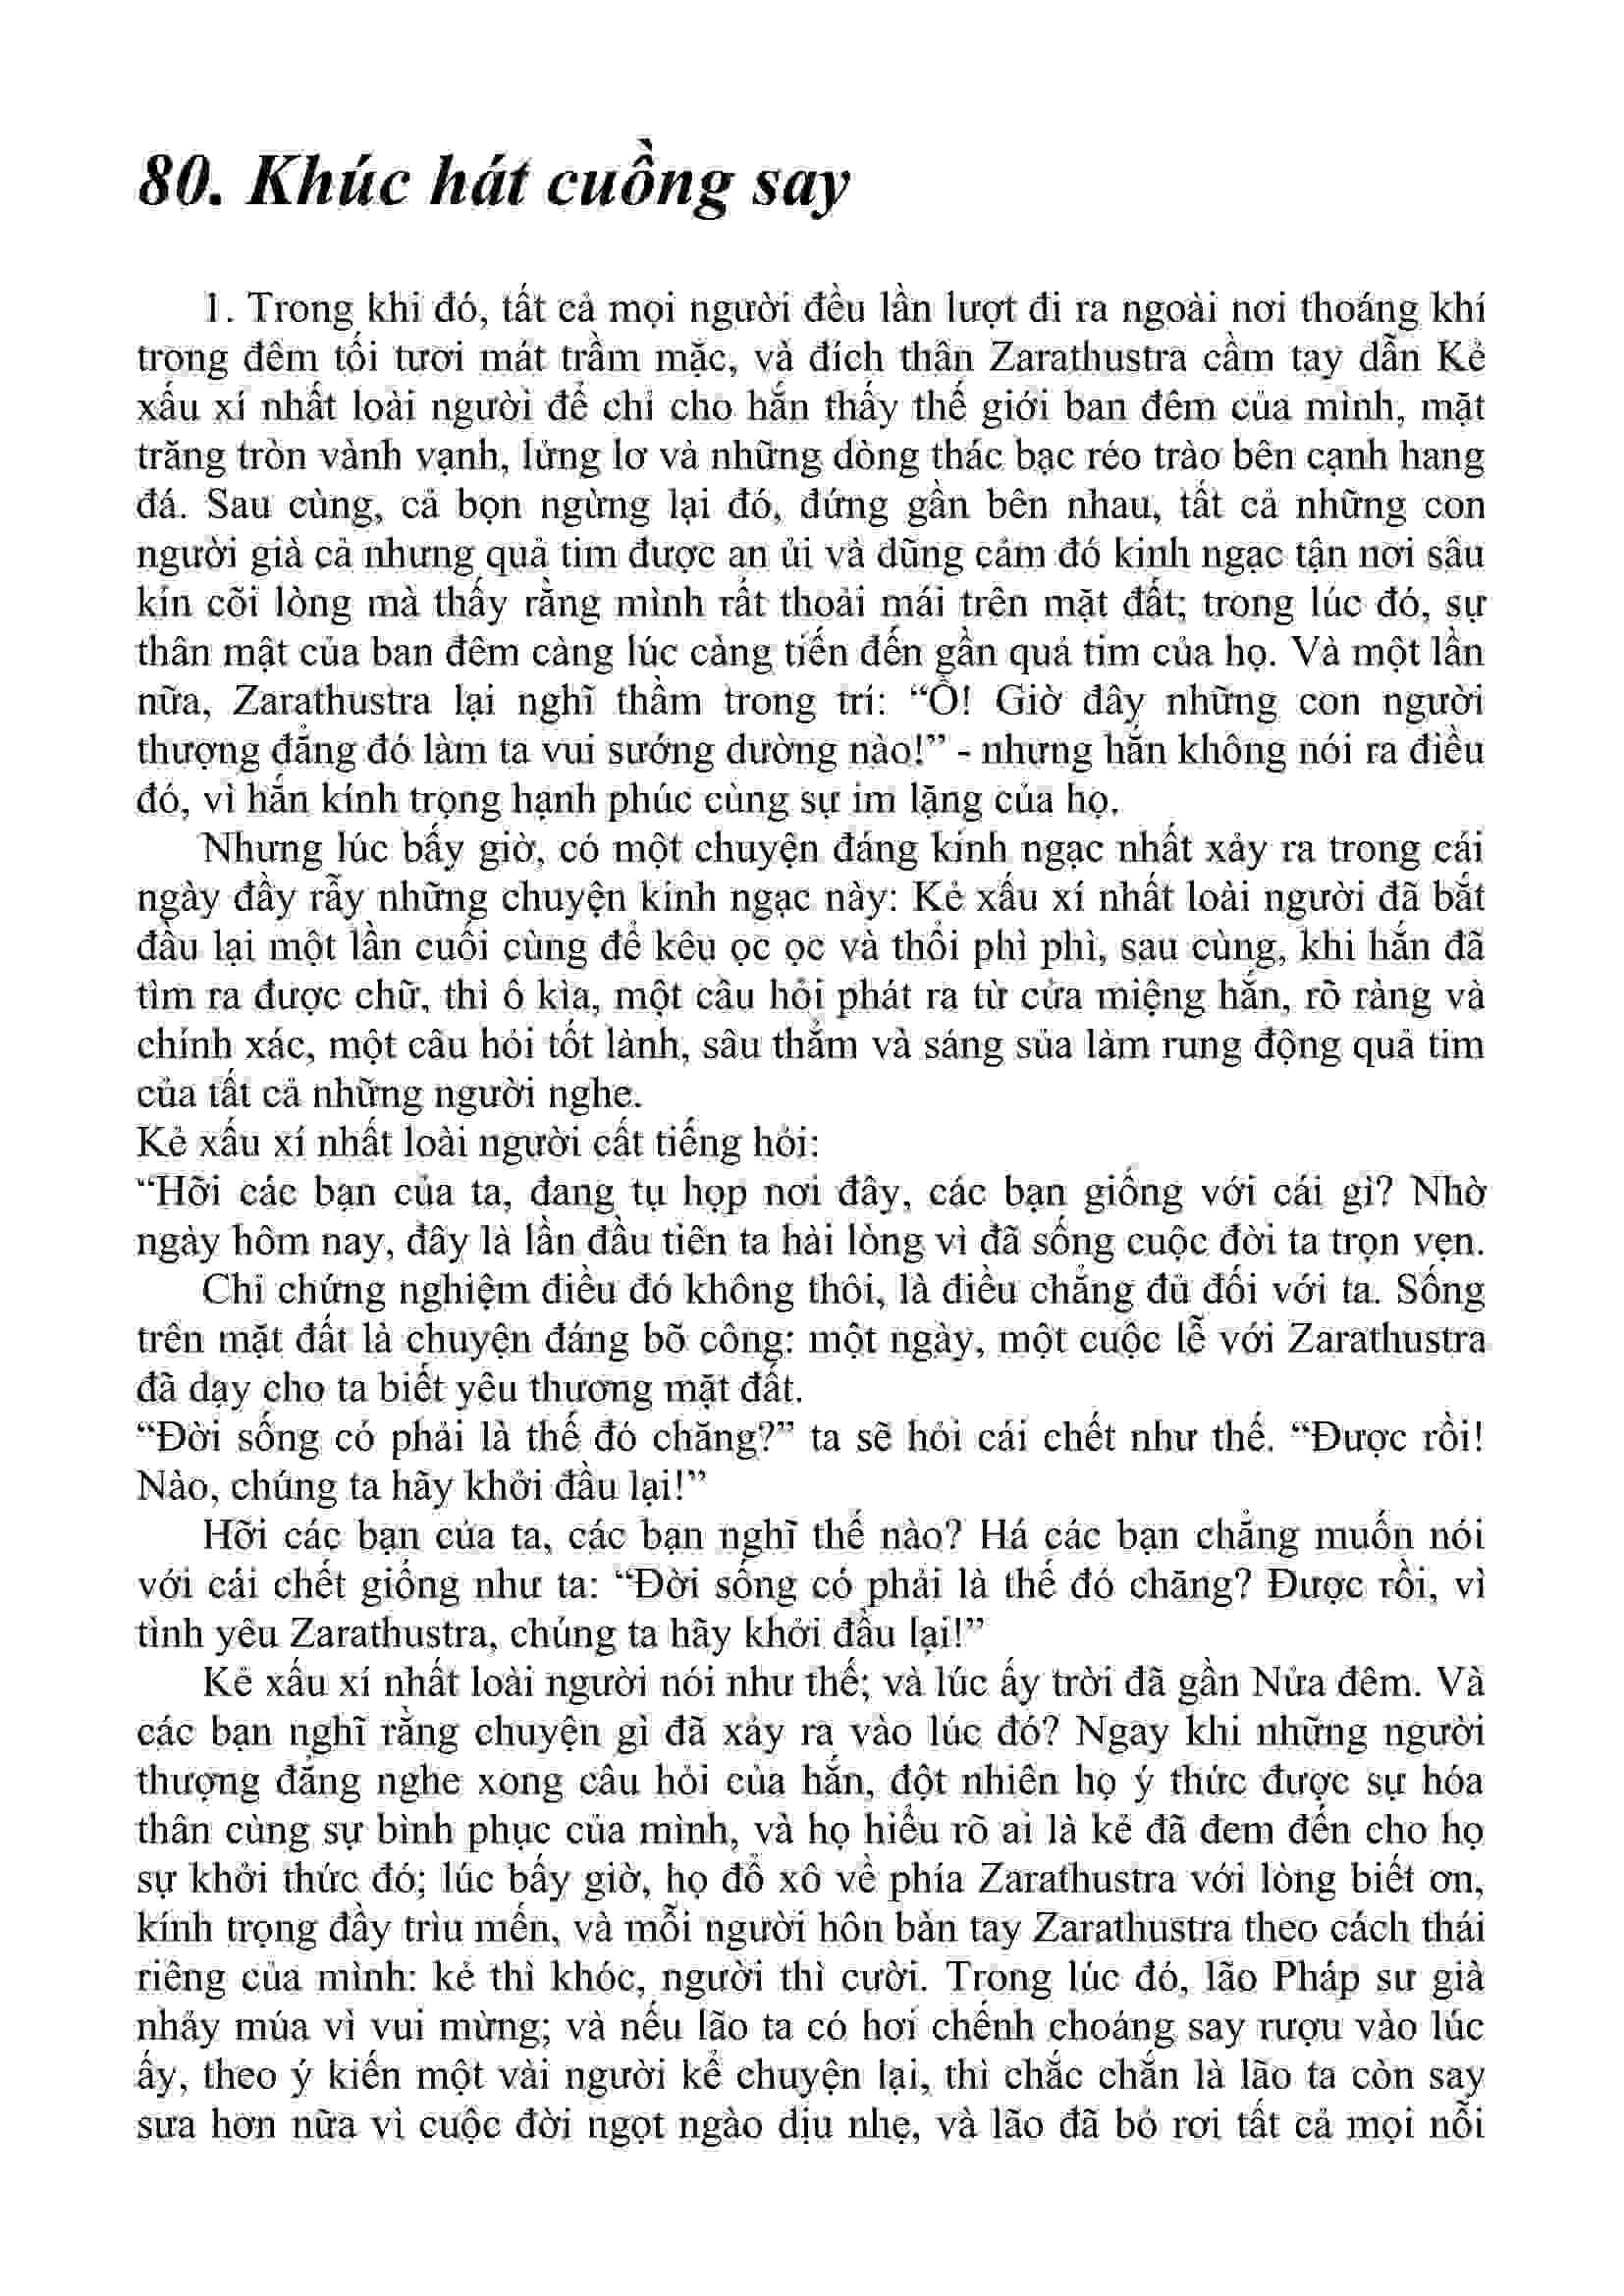 80. Khúc hát cuồng say
1. Trong khi đó, tất cả mọi người đều lần lượt đi ra ngoài nơi thoáng khí
trong đêm tối tươi mát trầm mặc, và đích thân Zarathustra cầm tay dẫn Kẻ
xấu xí nhất loài người để chỉ cho hắn thấy thế giới ban đêm của mình, mặt
trăng tròn vành vạnh, lửng lơ và những dòng thác bạc réo trào bên cạnh hang
đá. Sau cùng, cả bọn ngừng lại đó, đứng gần bên nhau, tất cả những con
người già cả nhưng quả tim được an ủi và dũng cảm đó kinh ngạc tận nơi sâu
kín cõi lòng mà thấy rằng mình rất thoải mái trên mặt đất; trong lúc đó, sự
thân mật của ban đêm càng lúc càng tiến đến gần quả tim của họ. Và một lần
nữa, Zarathustra lại nghĩ thầm trong trí: “Ồ! Giờ đây những con người
thượng đẳng đó làm ta vui sướng dường nào!” - nhưng hắn không nói ra điều
đó, vì hắn kính trọng hạnh phúc cùng sự im lặng của họ.
Nhưng lúc bấy giờ, có một chuyện đáng kinh ngạc nhất xảy ra trong cái
ngày đầy rẫy những chuyện kinh ngạc này: Kẻ xấu xí nhất loài người đã bắt
đầu lại một lần cuối cùng để kêu ọc ọc và thổi phì phì, sau cùng, khi hắn đã
tìm ra được chữ, thì ô kìa, một câu hỏi phát ra từ cửa miệng hắn, rõ ràng và
chính xác, một câu hỏi tốt lành, sâu thẳm và sáng sủa làm rung động quả tim
của tất cả những người nghe.
Kẻ xấu xí nhất loài người cất tiếng hỏi:
“Hỡi các bạn của ta, đang tụ họp nơi đây, các bạn giống với cái gì? Nhờ
ngày hôm nay, đây là lần đầu tiên ta hài lòng vì đã sống cuộc đời ta trọn vẹn.
Chỉ chứng nghiệm điều đó không thôi, là điều chẳng đủ đối với ta. Sống
trên mặt đất là chuyện đáng bõ công: một ngày, một cuộc lễ với Zarathustra
đã dạy cho ta biết yêu thương mặt đất.
“Đời sống có phải là thế đó chăng?” ta sẽ hỏi cái chết như thế. “Được rồi!
Nào, chúng ta hãy khởi đầu lại!”
Hỡi các bạn của ta, các bạn nghĩ thế nào? Há các bạn chẳng muốn nói
với cái chết giống như ta: “Đời sống có phải là thế đó chăng? Được rồi, vì
tình yêu Zarathustra, chúng ta hãy khởi đầu lại!”
Kẻ xấu xí nhất loài người nói như thế; và lúc ấy trời đã gần Nửa đêm. Và
các bạn nghĩ rằng chuyện gì đã xảy ra vào lúc đó? Ngay khi những người
thượng đẳng nghe xong câu hỏi của hắn, đột nhiên họ ý thức được sự hóa
thân cùng sự bình phục của mình, và họ hiểu rõ ai là kẻ đã đem đến cho họ
sự khởi thức đó; lúc bấy giờ, họ đổ xô về phía Zarathustra với lòng biết ơn,
kính trọng đầy trìu mến, và mỗi người hôn bàn tay Zarathustra theo cách thái
riêng của mình: kẻ thì khóc, người thì cười. Trong lúc đó, lão Pháp sư già
nhảy múa vì vui mừng; và nếu lão ta có hơi chếnh choáng say rượu vào lúc
ấy, theo ý kiến một vài người kể chuyện lại, thì chắc chắn là lão ta còn say
sưa hơn nữa vì cuộc đời ngọt ngào dịu nhẹ, và lão đã bỏ rơi tất cả mọi nỗi